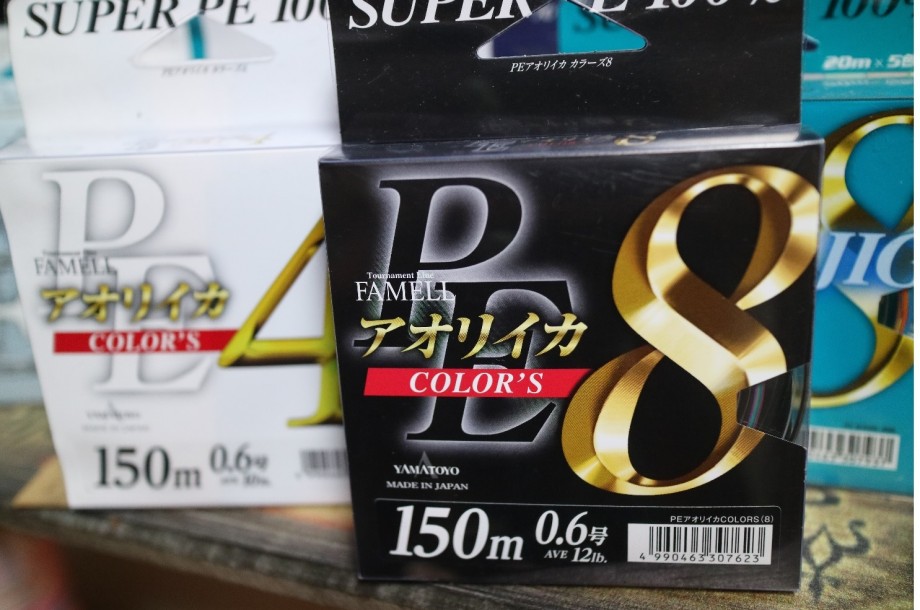 SUPER PE 100
FAMELL
アオリイカ
COLOR'S
PE
4
150m 0.6号
SUPER PE 100%
PEアオリイカ カラーズ8
PE
8
Tournament Line
FAMELL
アオリイカ
COLOR'S
YAMATOYO
MADE IN JAPAN
150m 0.6号
AVE 12lb.
PEアオリイカCOLORS(8)
4 990463 307623
100%
20m×5色
8